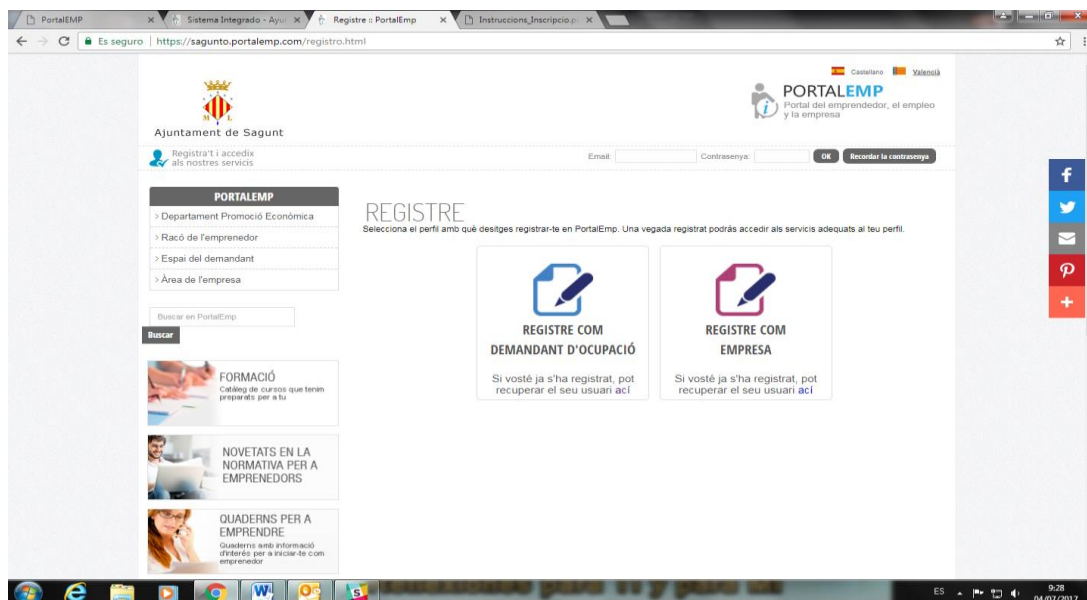 PortalEMP
Sistema Integrado - Ayu
Registre :: PortalEmp
Instruccions_Inscripcio.p
Es seguro
https://sagunto.portalemp.com/registro.html
Castellano
Valencià
M L
Ajuntament de Sagunt
PORTALEMP
Portal del emprendedor, el empleo
y la empresa
Registra't i accedix
als nostres servicis
Email:
Contrasenya:
OK
Recordar la contrasenya
PORTALEMP
> Departament Promoció Econòmica
> Racó de l'emprenedor
> Espai del demandant
> Àrea de l'empresa
Buscar en PortalEmp
Buscar
FORMACIÓ
Catàleg de cursos que tenim
preparats per a tu
NOVETATS EN LA
NORMATIVA PER A
EMPRENEDORS
QUADERNS PER A
EMPRENDRE
Quaderns amb informació
d'interés per a iniciar-te com
emprenedor
REGISTRE
Selecciona el perfil amb què desitges registrar-te en PortalEmp. Una vegada registrat podràs accedir als servicis adequats al teu perfil.
REGISTRE COM
DEMANDANT D'OCUPACIÓ
Si vosté ja s'ha registrat, pot
recuperar el seu usuari ací
REGISTRE COM
EMPRESA
Si vosté ja s'ha registrat, pot
recuperar el seu usuari ací
ES
9:28
04/07/2017